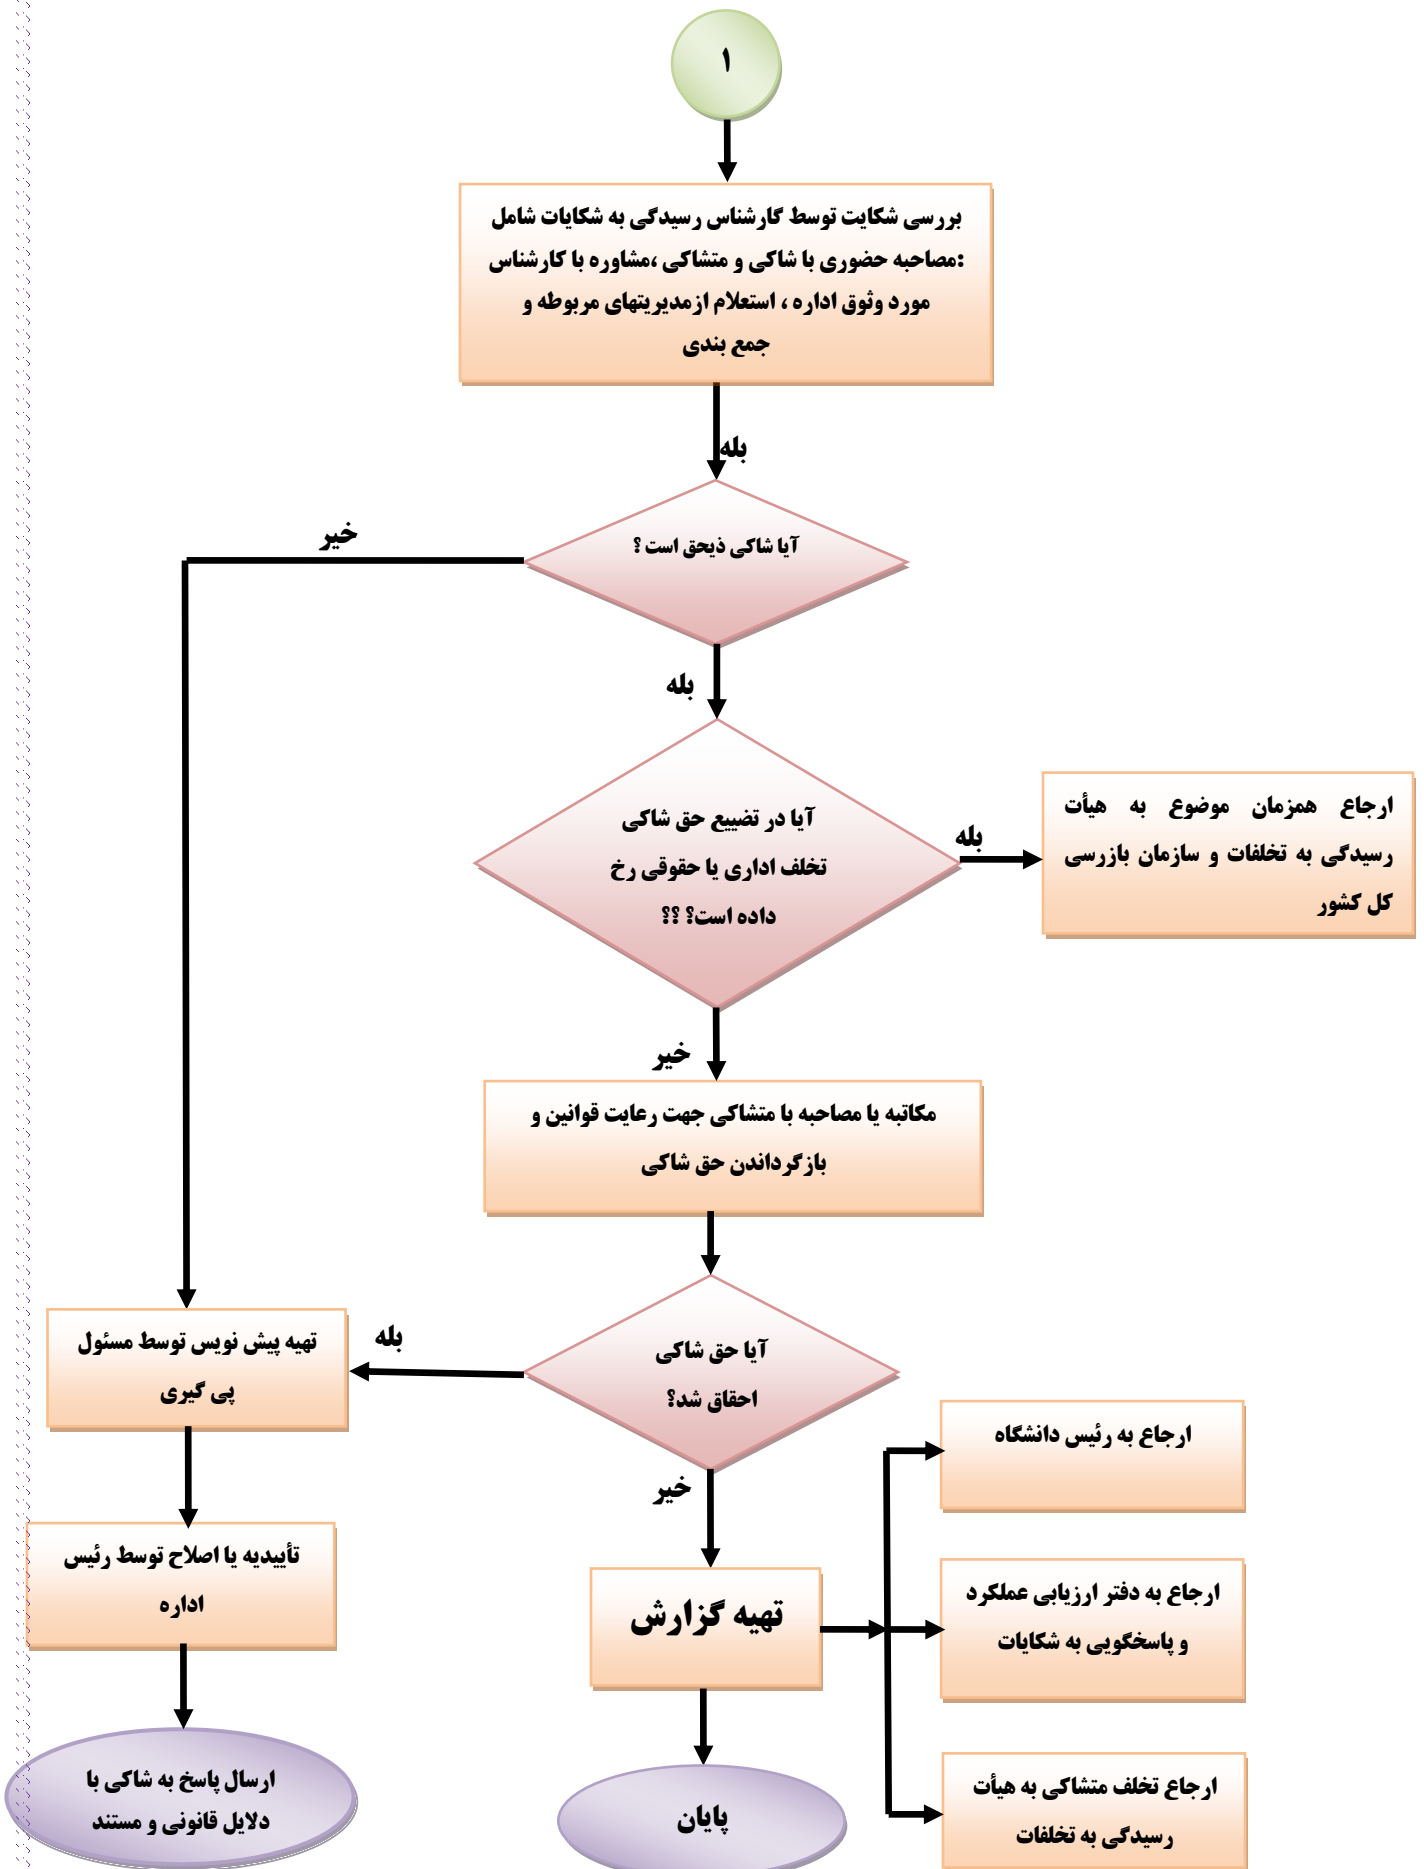 ۱
بررسی شکایت توسط کارشناس رسیدگی به شکایات شامل
:مصاحبه حضوری با شاکی و متشاکی ،مشاوره با کارشناس
مورد وثوق اداره ، استعلام ازمدیریتهای مربوطه و
جمع بندی
بله
آیا شاکی ذیحق است ؟
خیر
بله
آیا در تضییع حق شاکی
تخلف اداری یا حقوقی رخ
داده است؟ ؟؟
بله
ارجاع همزمان موضوع به هیأت
رسیدگی به تخلفات و سازمان بازرسی
کل کشور
خیر
مکاتبه یا مصاحبه با متشاکی جهت رعایت قوانین و
بازگرداندن حق شاکی
آیا حق شاکی
احقاق شد؟
بله
تهیه پیش نویس توسط مسئول
پی گیری
تأییدیه یا اصلاح توسط رئیس
اداره
ارسال پاسخ به شاکی با
دلایل قانونی و مستند
خیر
تهیه گزارش
ارجاع به رئیس دانشگاه
ارجاع به دفتر ارزیابی عملکرد
و پاسخگویی به شکایات
ارجاع تخلف متشاکی به هیأت
رسیدگی به تخلفات
پایان